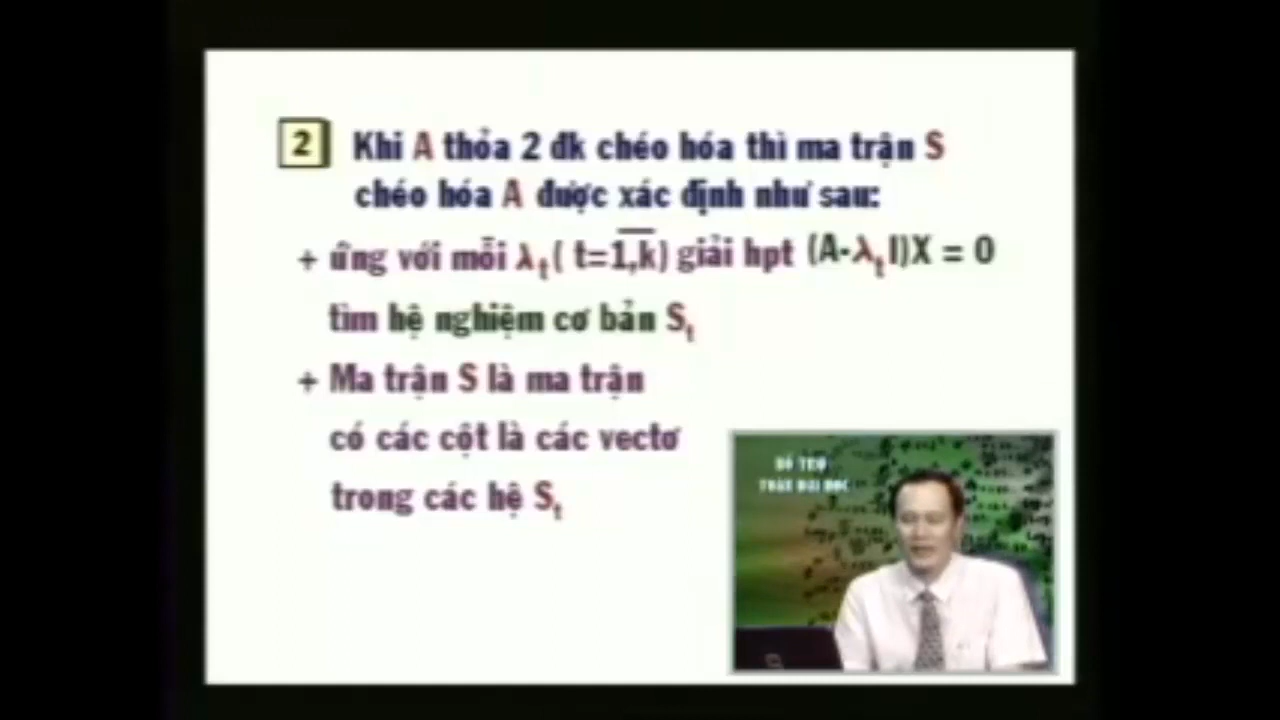 2 Khi A thỏa 2 đk chéo hóa thì ma trận S
chéo hóa A được xác định như sau:
+ ứng với mỗi λt ( t=1,k) giải hpt (A-λtI)X = 0
tìm hệ nghiệm cơ bản St
+ Ma trận S là ma trận
có các cột là các vectơ
trong các hệ St